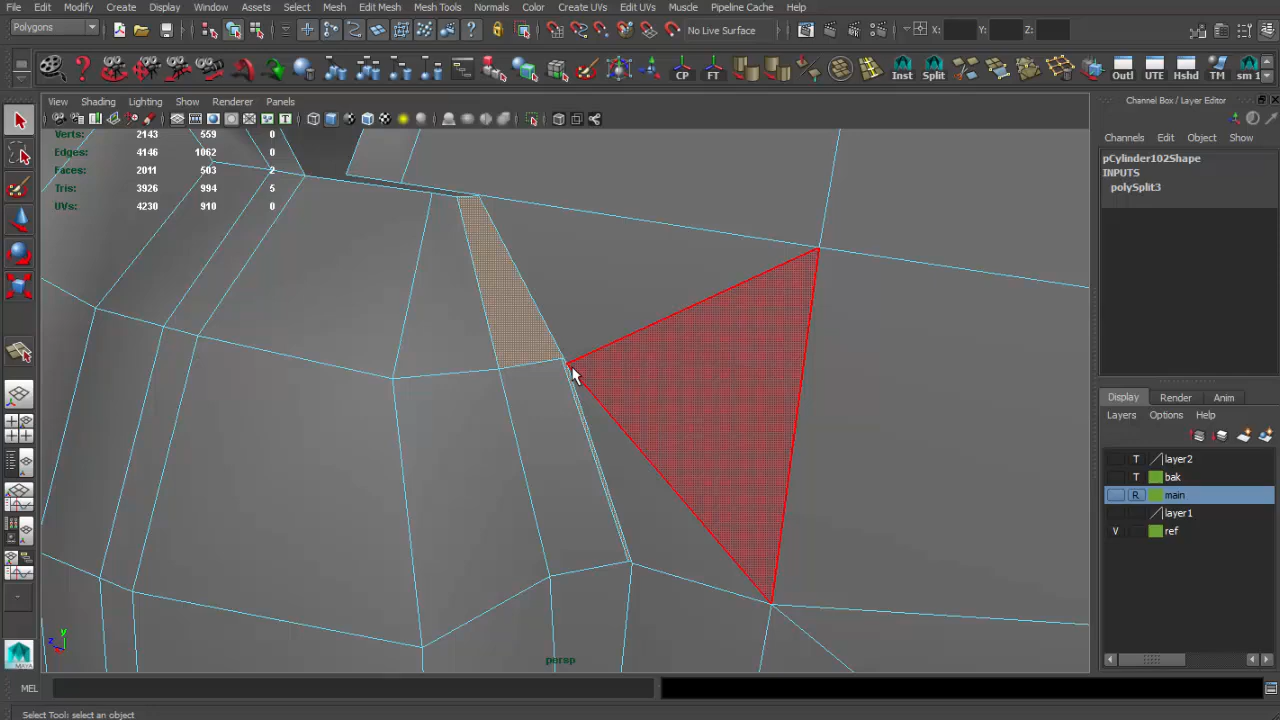 File Edit Modify Create Display Window Assets Select Mesh Edit Mesh Mesh Tools Normals Color Create UVs Edit UVs Muscle Pipeline Cache Help
Polygons No Live Surface X: Y: Z:
CP FT Inst Split Outl UTE Hshd TM sm 1
View Shading Lighting Show Renderer Panels
Channel Box / Layer Editor
Channels Edit Object Show
Verts: 2143 559 0
Edges: 4146 1062 0
Faces: 2011 503 2
Tris: 3926 994 5
UVs: 4230 910 0
pCylinder102Shape
INPUTS
polySplit3
Display Render Anim
Layers Options Help
T layer2
T bak
R main
layer1
V ref
y
z
persp
MAYA
MEL
Select Tool: select an object